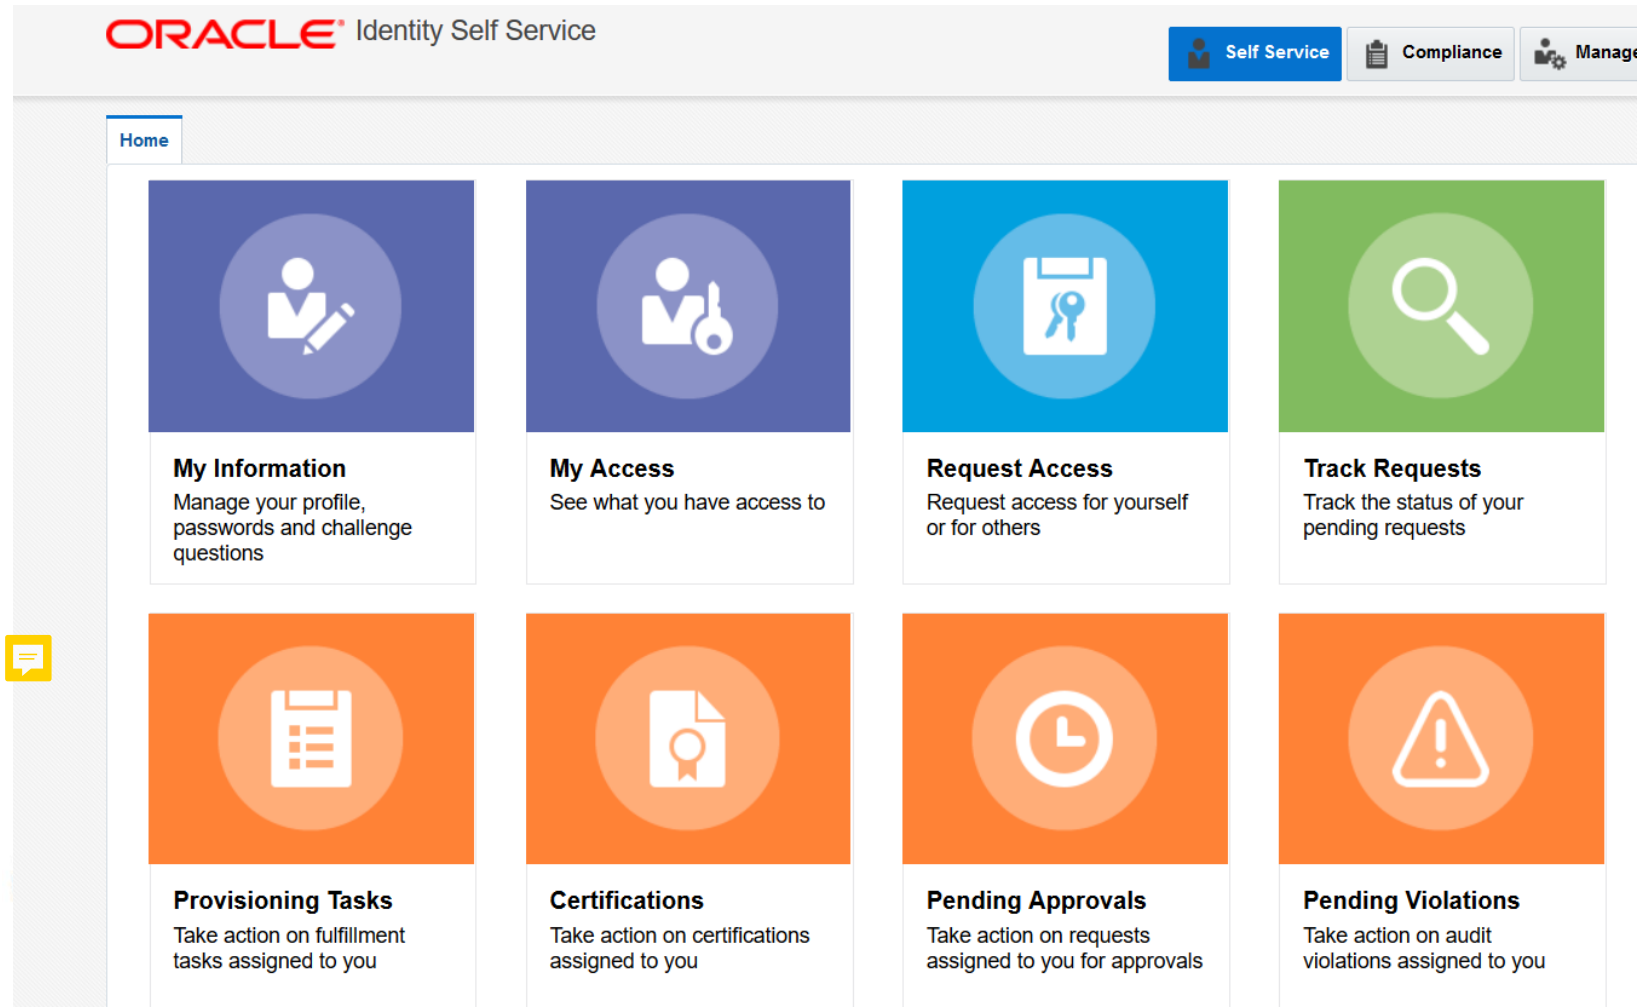 ORACLE Identity Self Service
Self Service
Compliance
Manage
Home
My Information
Manage your profile,
passwords and challenge
questions
My Access
See what you have access to
Request Access
Request access for yourself
or for others
Track Requests
Track the status of your
pending requests
Provisioning Tasks
Take action on fulfillment
tasks assigned to you
Certifications
Take action on certifications
assigned to you
Pending Approvals
Take action on requests
assigned to you for approvals
Pending Violations
Take action on audit
violations assigned to you